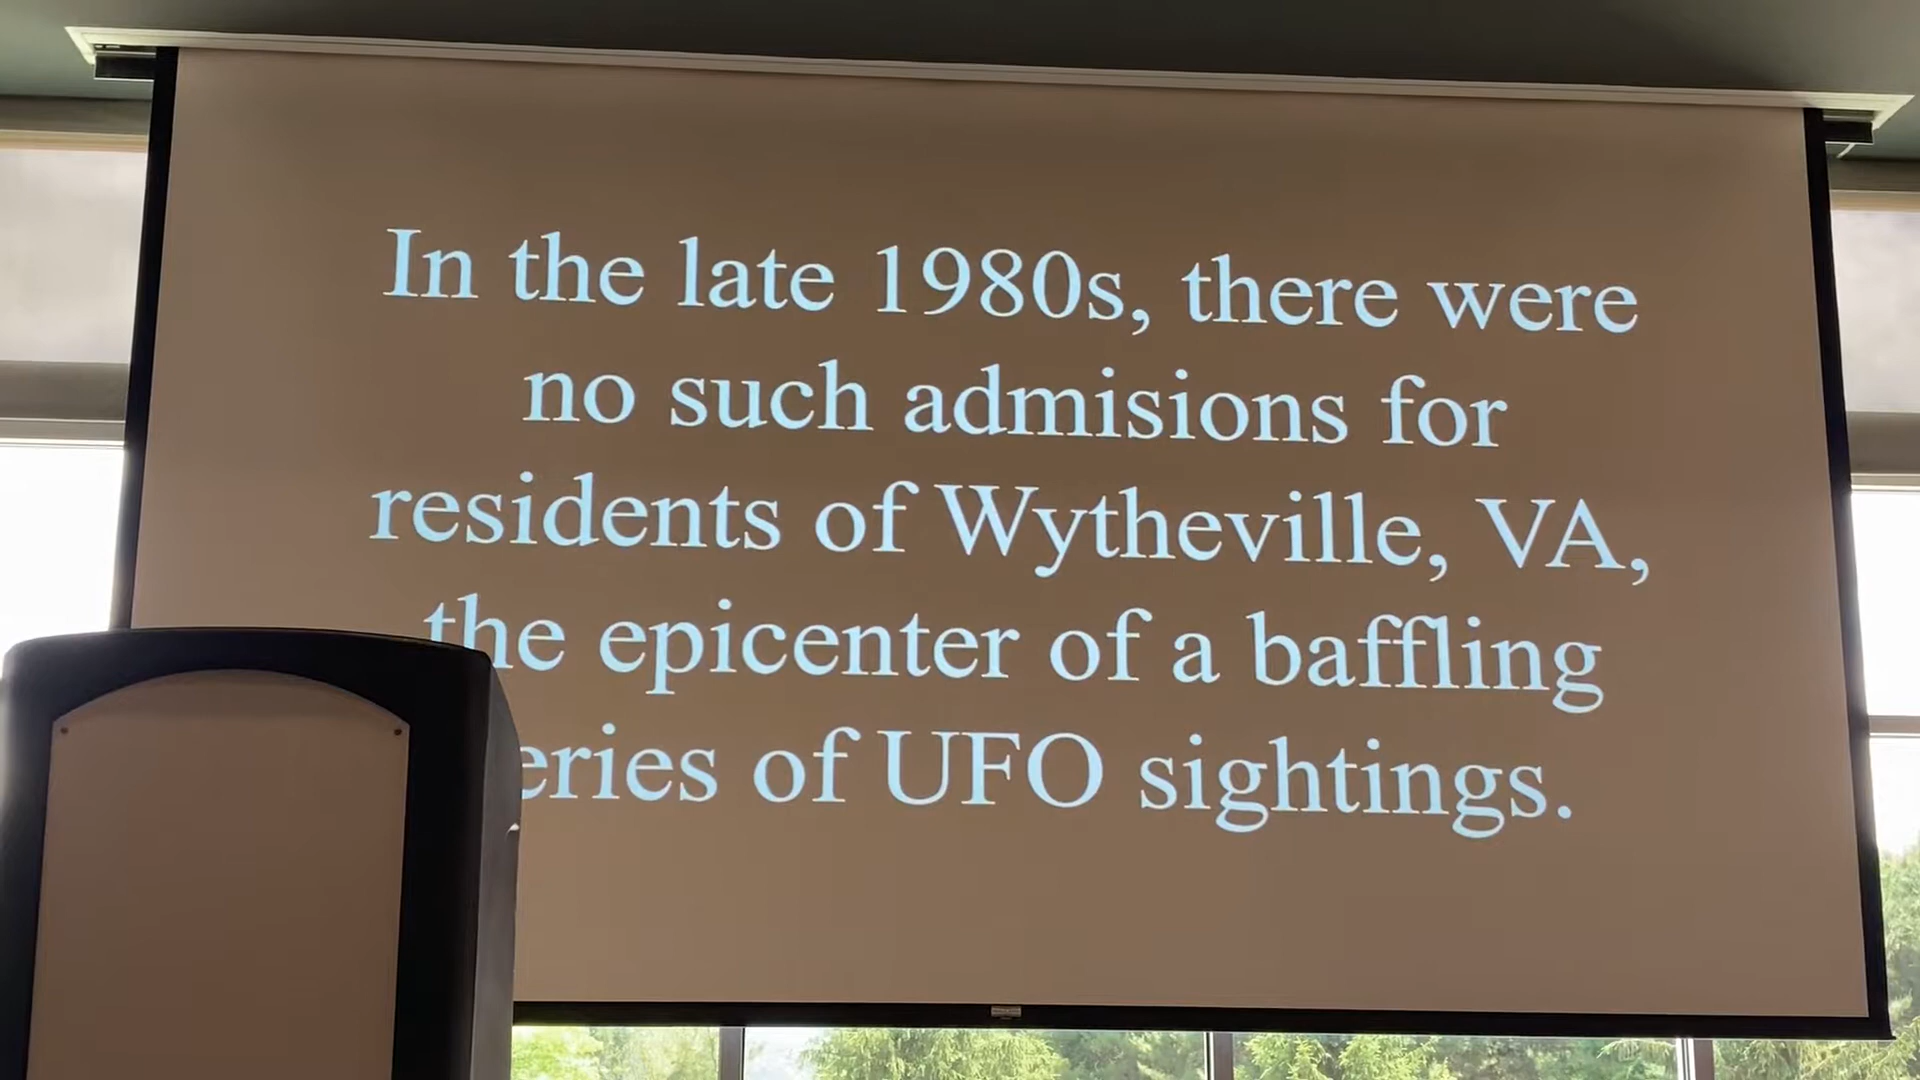 In the late 1980s, there were
no such admisions for
residents of Wytheville, VA,
the epicenter of a baffling
eries of UFO sightings.